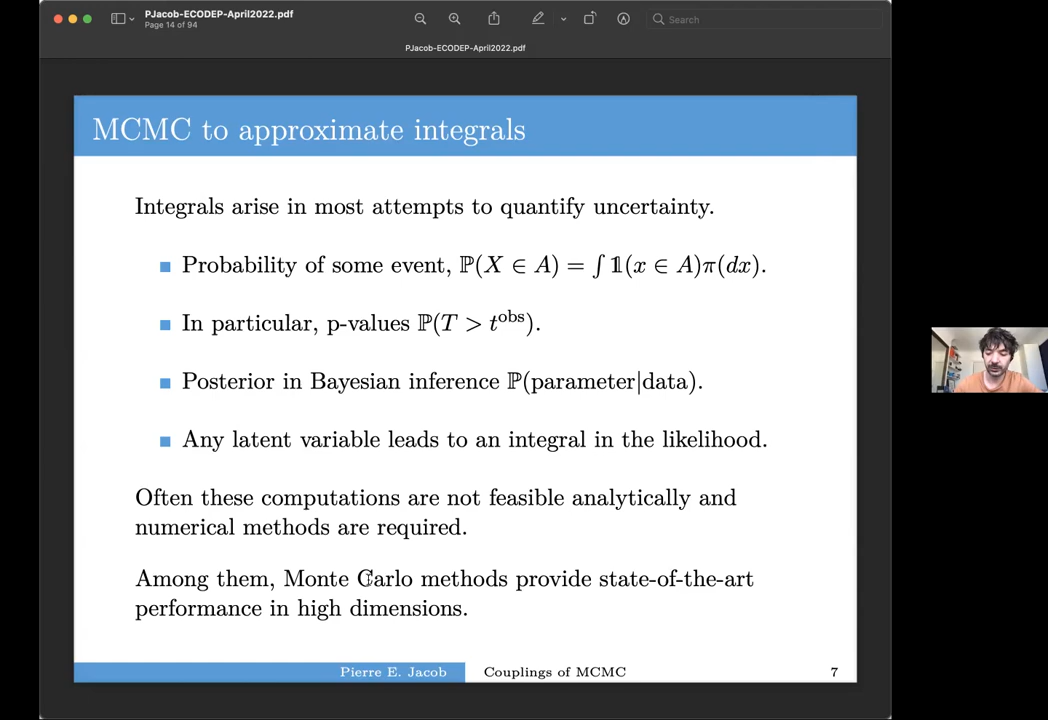 PJacob-ECODEP-April2022.pdf
Page 14 of 94
Search
PJacob-ECODEP-April2022.pdf
MCMC to approximate integrals
Integrals arise in most attempts to quantify uncertainty.
Probability of some event, ℙ(X ∈ A) = ∫ 𝟙(x ∈ A)π(dx).
In particular, p-values ℙ(T > t^obs).
Posterior in Bayesian inference ℙ(parameter|data).
Any latent variable leads to an integral in the likelihood.
Often these computations are not feasible analytically and
numerical methods are required.
Among them, Monte Carlo methods provide state-of-the-art
performance in high dimensions.
Pierre E. Jacob Couplings of MCMC 7